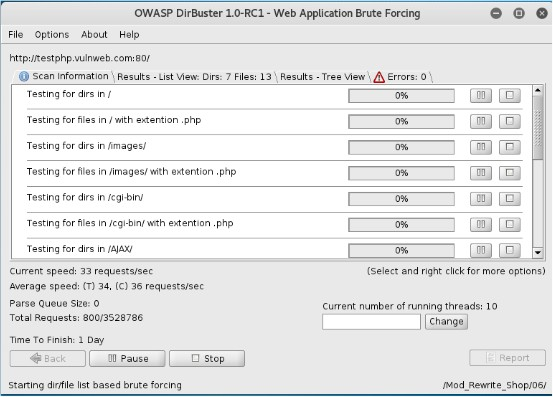 OWASP DirBuster 1.0-RC1 - Web Application Brute Forcing
File Options About Help
http://testphp.vulnweb.com:80/
Scan Information Results - List View: Dirs: 7 Files: 13 Results - Tree View Errors: 0
Testing for dirs in / 0%
Testing for files in / with extention .php 0%
Testing for dirs in /images/ 0%
Testing for files in /images/ with extention .php 0%
Testing for dirs in /cgi-bin/ 0%
Testing for files in /cgi-bin/ with extention .php 0%
Testing for dirs in /AJAX/ 0%
Current speed: 33 requests/sec (Select and right click for more options)
Average speed: (T) 34, (C) 36 requests/sec
Parse Queue Size: 0
Current number of running threads: 10
Total Requests: 800/3528786
Change
Time To Finish: 1 Day
Back Pause Stop Report
Starting dir/file list based brute forcing /Mod_Rewrite_Shop/06/